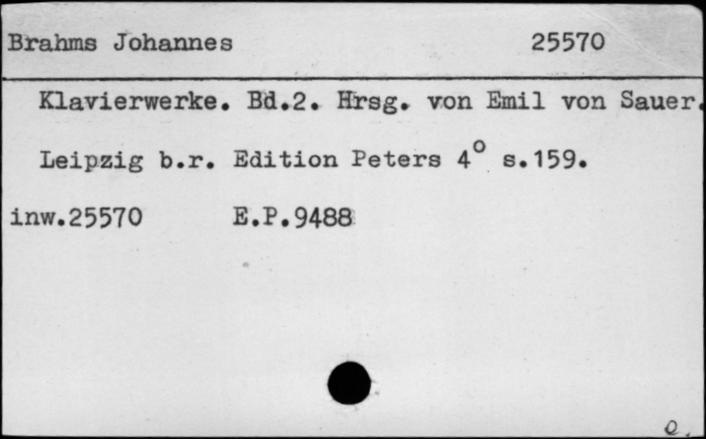 Brahms Johannes 25570
Klavierwerke. Bd.2. Hrsg. von Emil von Sauer.
Leipzig b.r. Edition Peters 4° s.159.
inw.25570 E.P.9488
e.